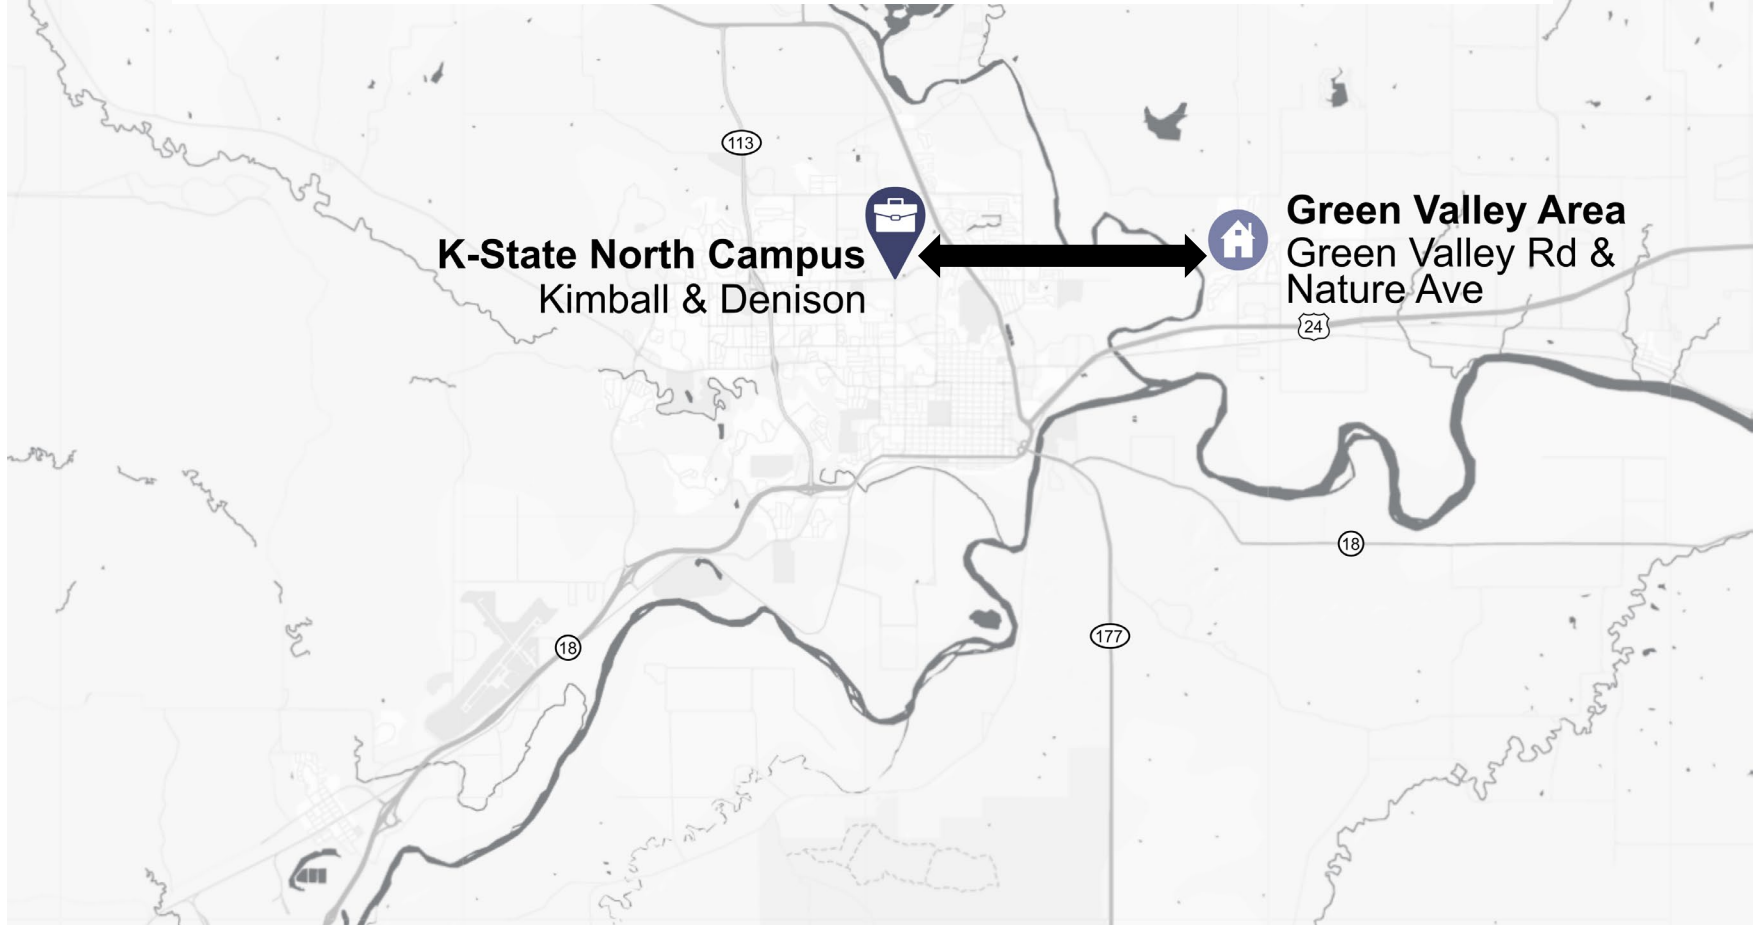 113
K-State North Campus
Kimball & Denison
Green Valley Area
Green Valley Rd &
Nature Ave
24
18
18
177